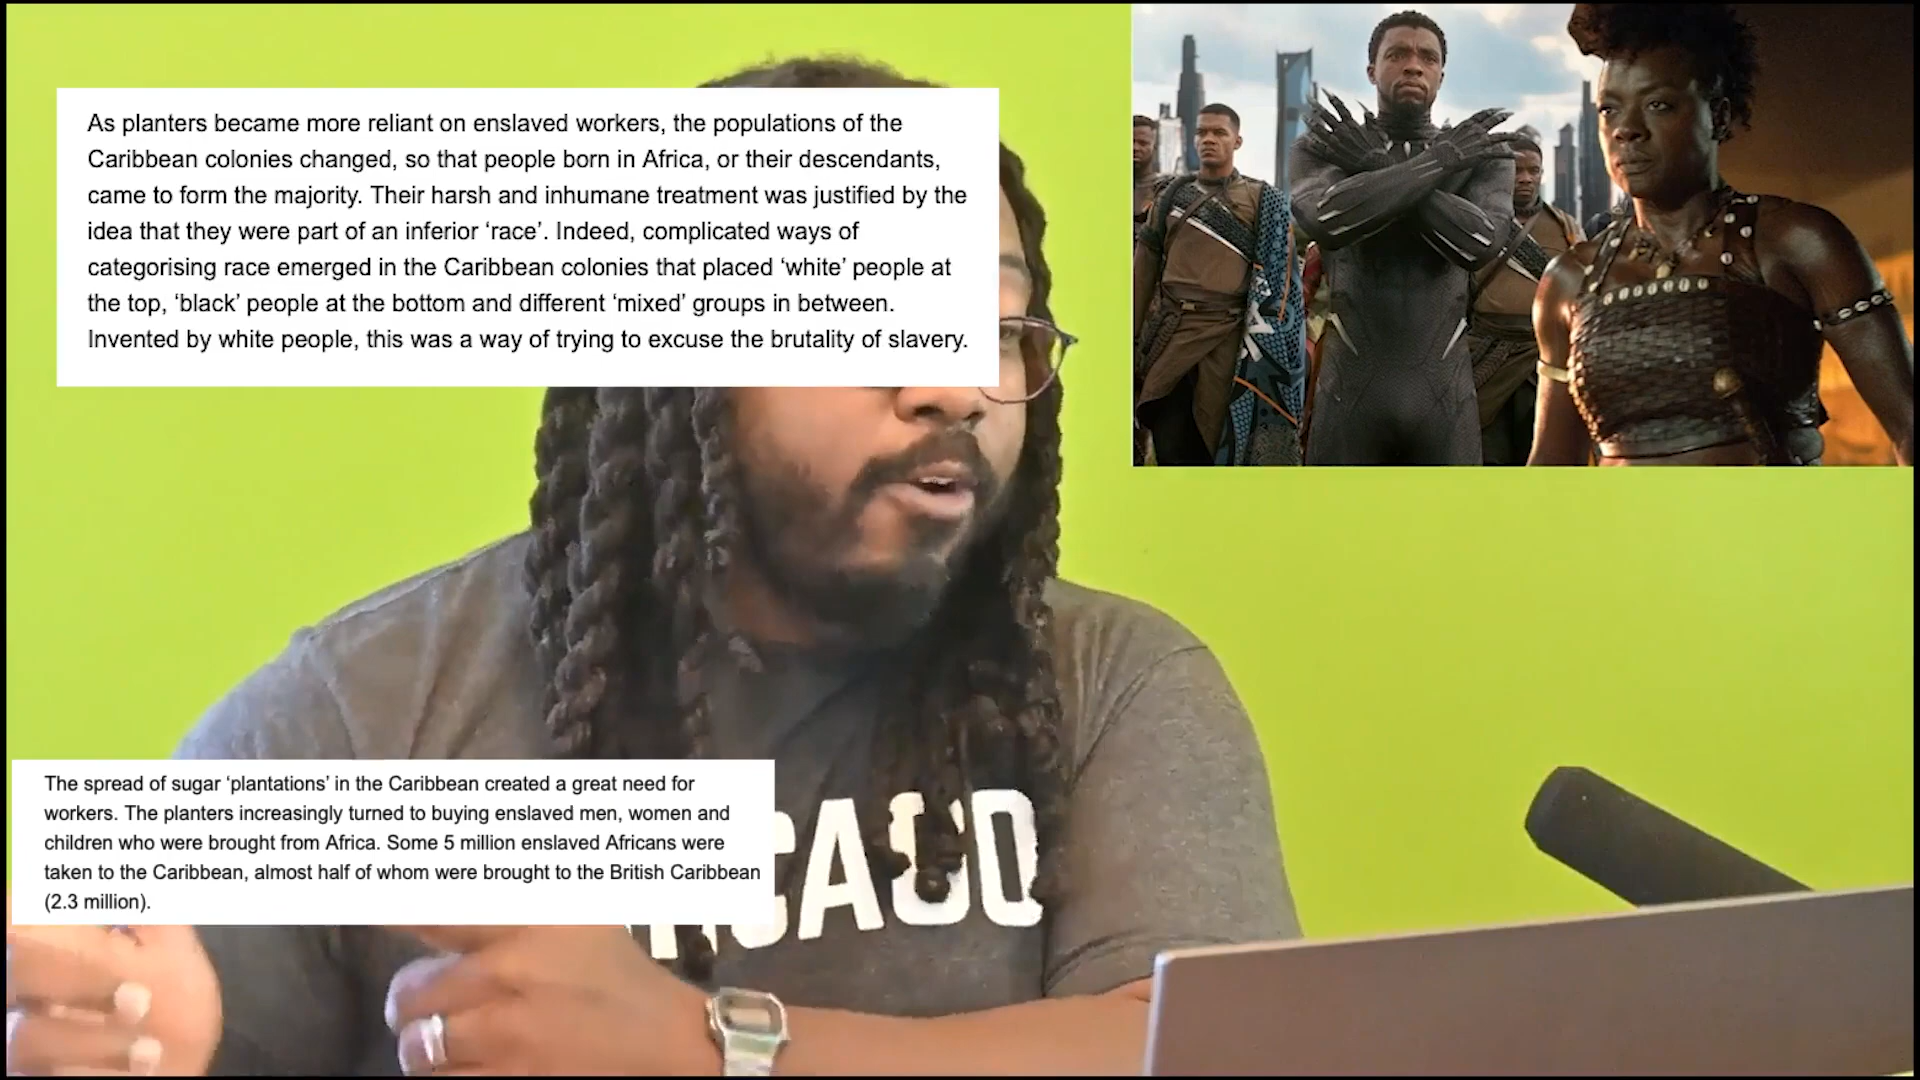 As planters became more reliant on enslaved workers, the populations of the
Caribbean colonies changed, so that people born in Africa, or their descendants,
came to form the majority. Their harsh and inhumane treatment was justified by the
idea that they were part of an inferior ‘race’. Indeed, complicated ways of
categorising race emerged in the Caribbean colonies that placed ‘white’ people at
the top, ‘black’ people at the bottom and different ‘mixed’ groups in between.
Invented by white people, this was a way of trying to excuse the brutality of slavery.
The spread of sugar ‘plantations’ in the Caribbean created a great need for
workers. The planters increasingly turned to buying enslaved men, women and
children who were brought from Africa. Some 5 million enslaved Africans were
taken to the Caribbean, almost half of whom were brought to the British Caribbean
(2.3 million).